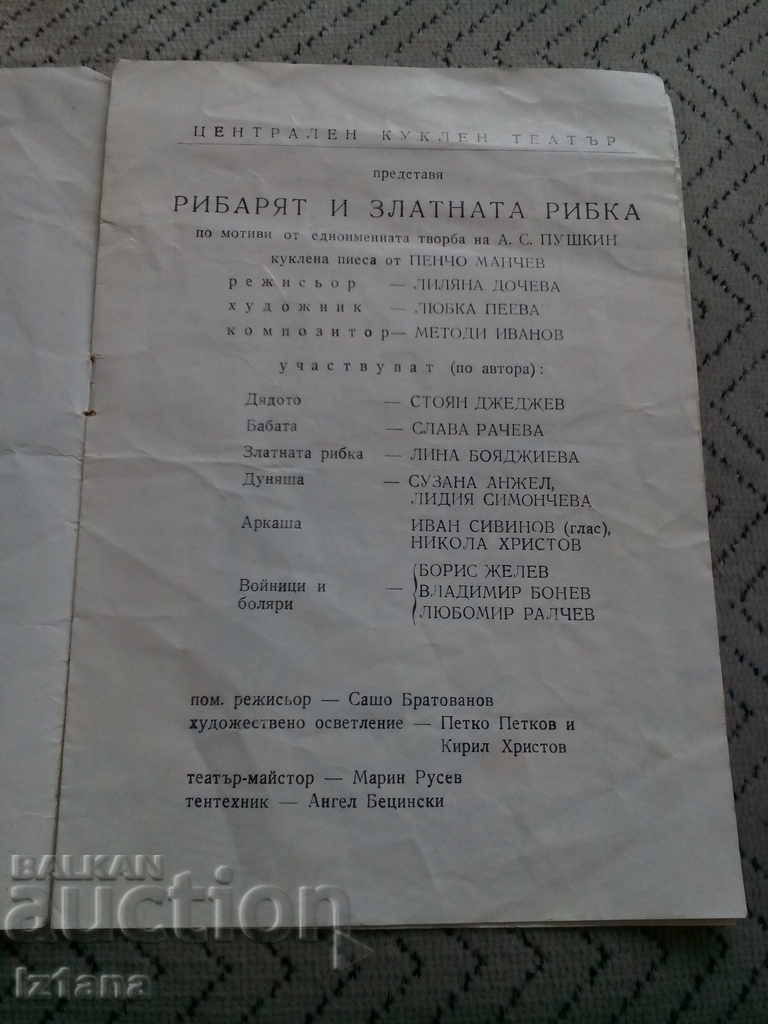 ЦЕНТРАЛЕН КУКЛЕН ТЕАТЪР
представя
РИБАРЯТ И ЗЛАТНАТА РИБКА
по мотиви от едноименната творба на А. С. ПУШКИН
куклена пиеса от ПЕНЧО МАНЧЕВ
режисьор — ЛИЛЯНА ДОЧЕВА
художник — ЛЮБКА ПЕЕВА
композитор — МЕТОДИ ИВАНОВ
участвуват (по автора):
Дядото — СТОЯН ДЖЕДЖЕВ
Бабата — СЛАВА РАЧЕВА
Златната рибка — ЛИНА БОЯДЖИЕВА
Дуняша — СУЗАНА АНЖЕЛ,
ЛИДИЯ СИМОНЧЕВА
Аркаша ИВАН СИВИНОВ (глас),
НИКОЛА ХРИСТОВ
БОРИС ЖЕЛЕВ
Войници и — ВЛАДИМИР БОНЕВ
боляри ЛЮБОМИР РАЛЧЕВ
пом. режисьор — Сашо Братованов
художествено осветление — Петко Петков и
Кирил Христов
театър-майстор — Марин Русев
тентехник — Ангел Бецински
BALKAN
auction
Iz1ana